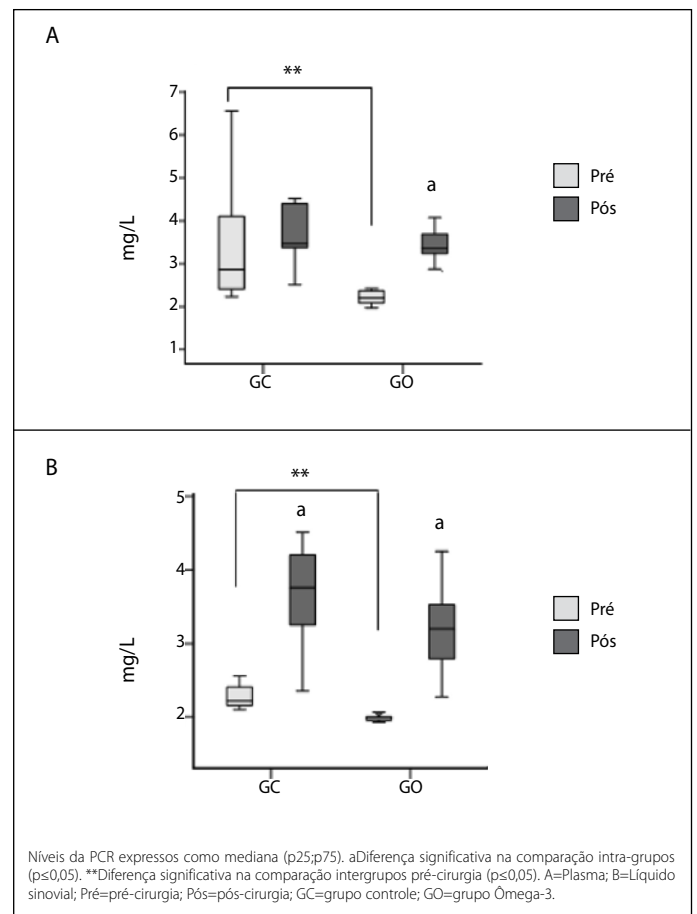 A
**
7
6
a
Pré
5
Pós
4
mg/L
3
2
1
GC GO
B
**
5
a
a
4
Pré
Pós
3
mg/L
2
GC GO
Níveis da PCR expressos como mediana (p25;p75). aDiferença significativa na comparação intra-grupos
(p≤0,05). **Diferença significativa na comparação intergrupos pré-cirurgia (p≤0,05). A=Plasma; B=Líquido
sinovial; Pré=pré-cirurgia; Pós=pós-cirurgia; GC=grupo controle; GO=grupo Ômega-3.